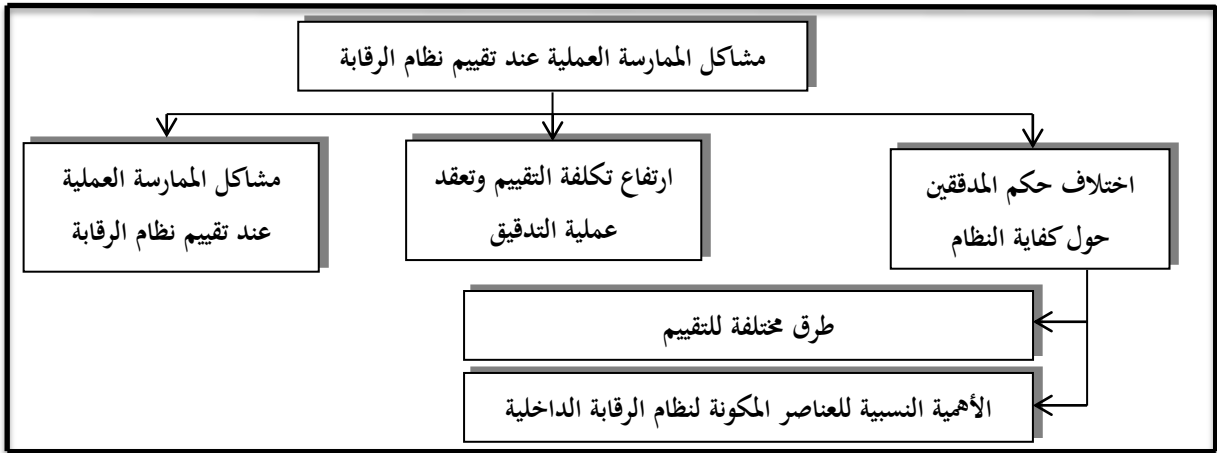 مشاكل الممارسة العملية عند تقييم نظام الرقابة
اختلاف حكم المدققين
حول كفاية النظام
ارتفاع تكلفة التقييم وتعقد
عملية التدقيق
مشاكل الممارسة العملية
عند تقييم نظام الرقابة
طرق مختلفة للتقييم
الأهمية النسبية للعناصر المكونة لنظام الرقابة الداخلية